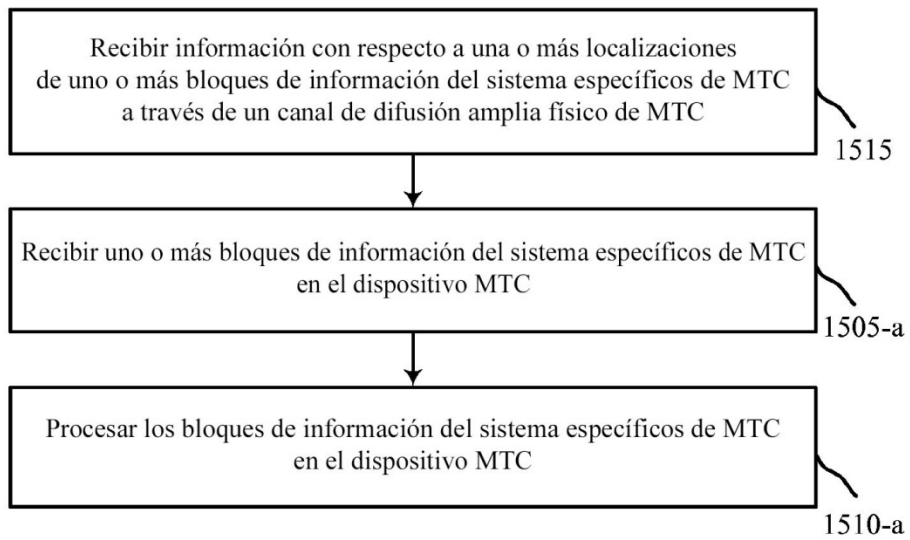 Recibir información con respecto a una o más localizaciones
de uno o más bloques de información del sistema específicos de MTC
a través de un canal de difusión amplia físico de MTC
1515
Recibir uno o más bloques de información del sistema específicos de MTC
en el dispositivo MTC
1505-a
Procesar los bloques de información del sistema específicos de MTC
en el dispositivo MTC
1510-a